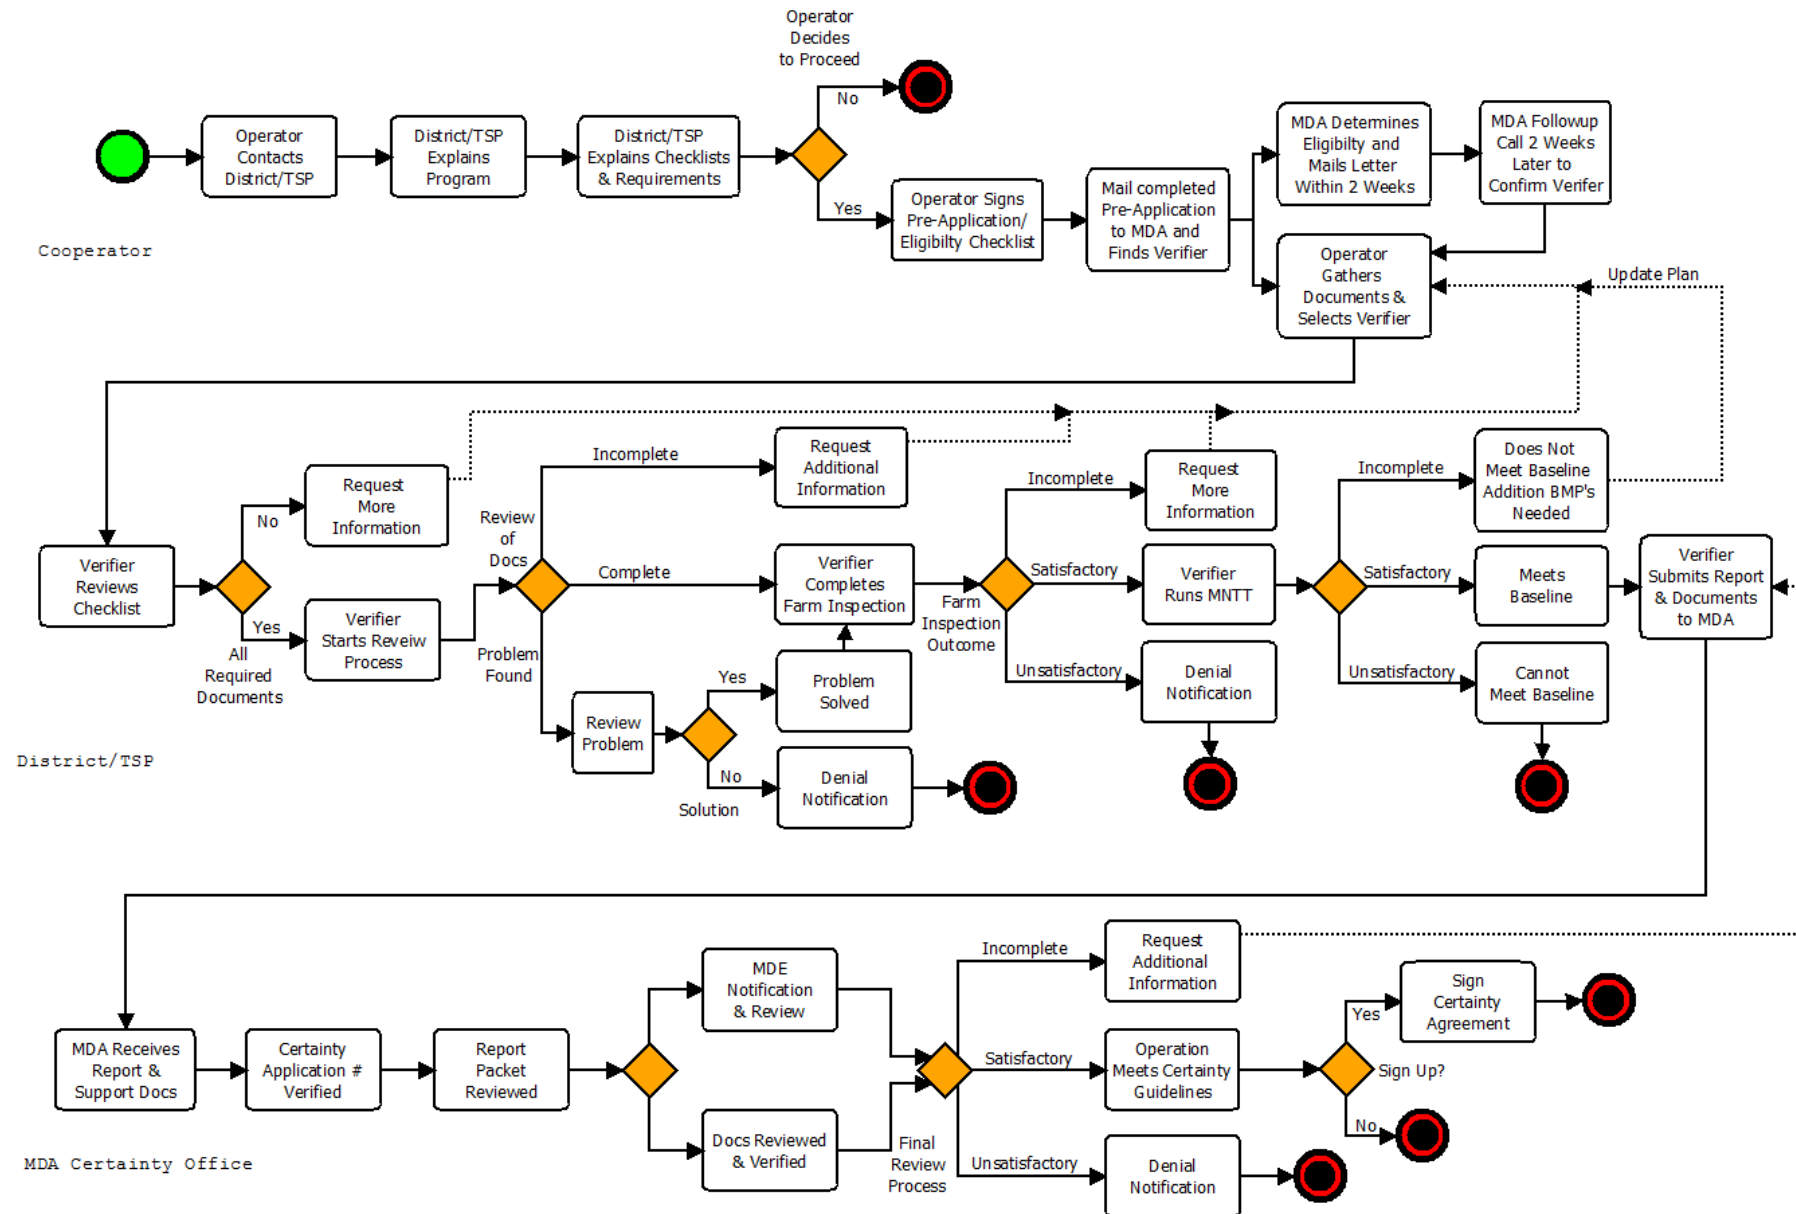 Operator
Decides
to Proceed
No
Operator
Contacts
District/TSP
District/TSP
Explains
Program
District/TSP
Explains Checklists
& Requirements
Yes
Operator Signs
Pre-Application/
Eligibilty Checklist
Mail completed
Pre-Application
to MDA and
Finds Verifier
MDA Determines
Eligibilty and
Mails Letter
Within 2 Weeks
MDA Followup
Call 2 Weeks
Later to
Confirm Verifer
Operator
Gathers
Documents &
Selects Verifier
Update Plan
Cooperator
Verifier
Reviews
Checklist
No
Request
More
Information
Yes
All
Required
Documents
Verifier
Starts Reveiw
Process
Review
of
Docs
Problem
Found
Incomplete
Request
Additional
Information
Complete
Verifier
Completes
Farm Inspection
Review
Problem
Yes
Problem
Solved
No
Solution
Denial
Notification
Farm
Inspection
Outcome
Incomplete
Request
More
Information
Satisfactory
Verifier
Runs MNTT
Unsatisfactory
Denial
Notification
Incomplete
Does Not
Meet Baseline
Addition BMP's
Needed
Satisfactory
Meets
Baseline
Unsatisfactory
Cannot
Meet Baseline
Verifier
Submits Report
& Documents
to MDA
District/TSP
MDA Receives
Report &
Support Docs
Certainty
Application #
Verified
Report
Packet
Reviewed
MDE
Notification
& Review
Docs Reviewed
& Verified
Final
Review
Process
Incomplete
Request
Additional
Information
Satisfactory
Operation
Meets Certainty
Guidelines
Unsatisfactory
Denial
Notification
Yes
Sign
Certainty
Agreement
Sign Up?
No
MDA Certainty Office